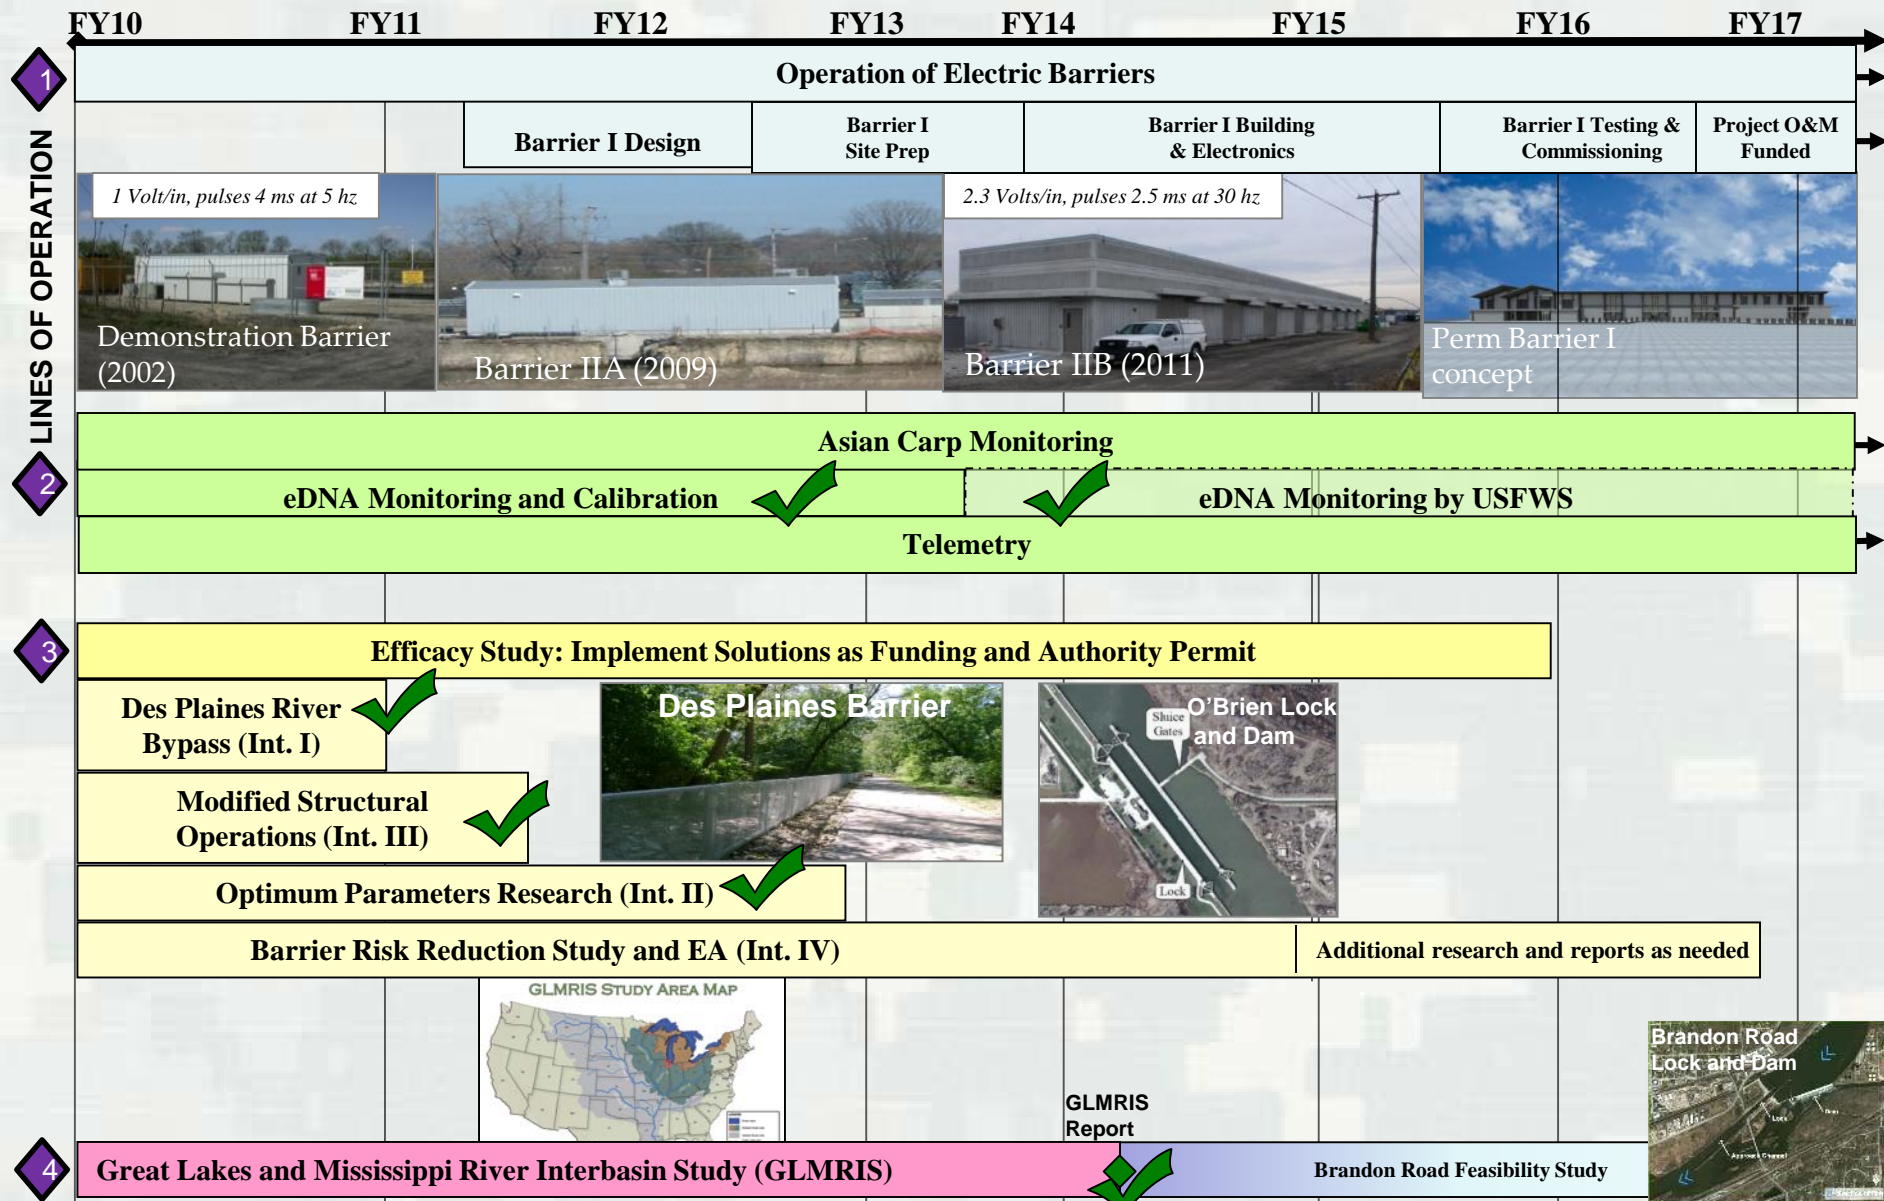 FY10 FY11 FY12 FY13 FY14 FY15 FY16 FY17
1
Operation of Electric Barriers
LINES OF OPERATION
Barrier I Design
Barrier I
Site Prep
Barrier I Building
& Electronics
Barrier I Testing &
Commissioning
Project O&M
Funded
1 Volt/in, pulses 4 ms at 5 hz
Demonstration Barrier
(2002)
Barrier IIA (2009)
2.3 Volts/in, pulses 2.5 ms at 30 hz
Barrier IIB (2011)
Perm Barrier I
concept
2
Asian Carp Monitoring
eDNA Monitoring and Calibration
eDNA Monitoring by USFWS
Telemetry
3
Efficacy Study: Implement Solutions as Funding and Authority Permit
Des Plaines River
Bypass (Int. I)
Des Plaines Barrier
O'Brien Lock
and Dam
Sluice
Gates
Lock
Modified Structural
Operations (Int. III)
Optimum Parameters Research (Int. II)
Barrier Risk Reduction Study and EA (Int. IV)
Additional research and reports as needed
GLMRIS STUDY AREA MAP
Brandon Road
Lock and Dam
Lock
Dam
Approach Channel
GLMRIS
Report
4
Great Lakes and Mississippi River Interbasin Study (GLMRIS)
Brandon Road Feasibility Study